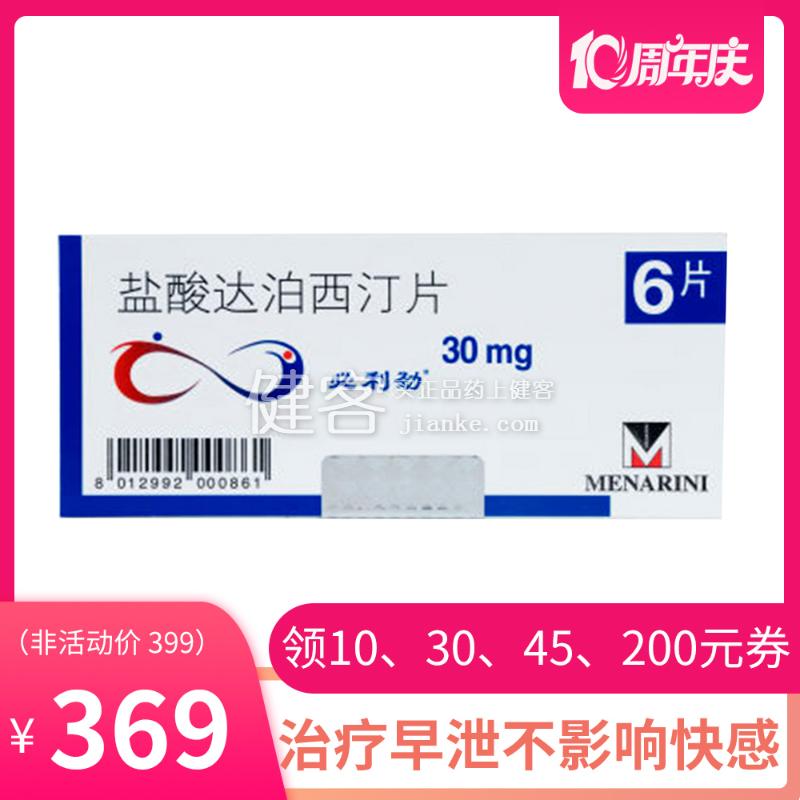 10周年庆
盐酸达泊西汀片
6片
30 mg
必利劲®
健客 买正品药上健客
jianke.com
8 012992 000861
MENARINI
（非活动价 399）
¥ 369
领10、30、45、200元券
治疗早泄不影响快感